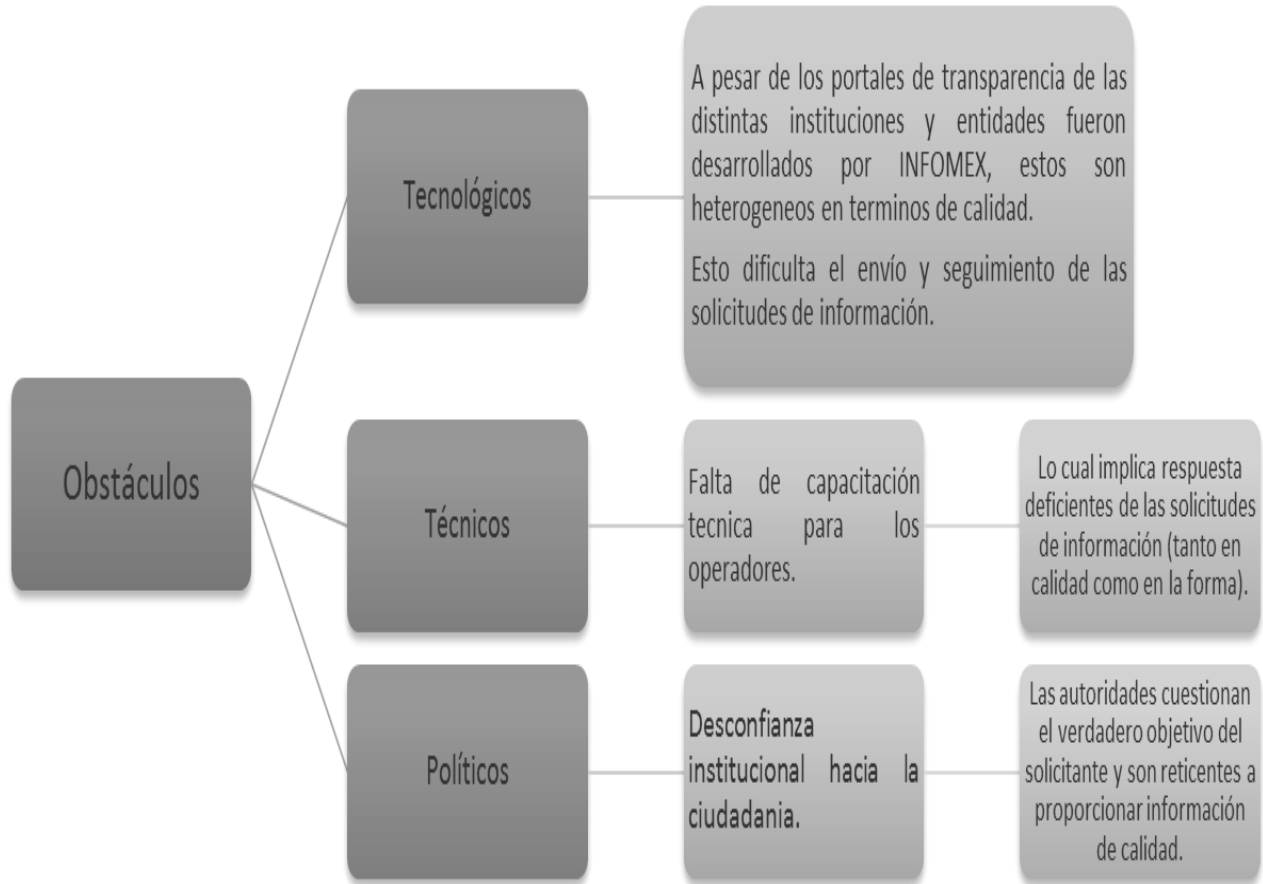 Obstáculos
Tecnológicos
A pesar de los portales de transparencia de las
distintas instituciones y entidades fueron
desarrollados por INFOMEX, estos son
heterogeneos en terminos de calidad.
Esto dificulta el envío y seguimiento de las
solicitudes de información.
Técnicos
Falta de capacitación
tecnica para los
operadores.
Lo cual implica respuesta
deficientes de las solicitudes
de información (tanto en
calidad como en la forma).
Políticos
Desconfianza
institucional hacia la
ciudadania.
Las autoridades cuestionan
el verdadero objetivo del
solicitante y son reticentes a
proporcionar información
de calidad.